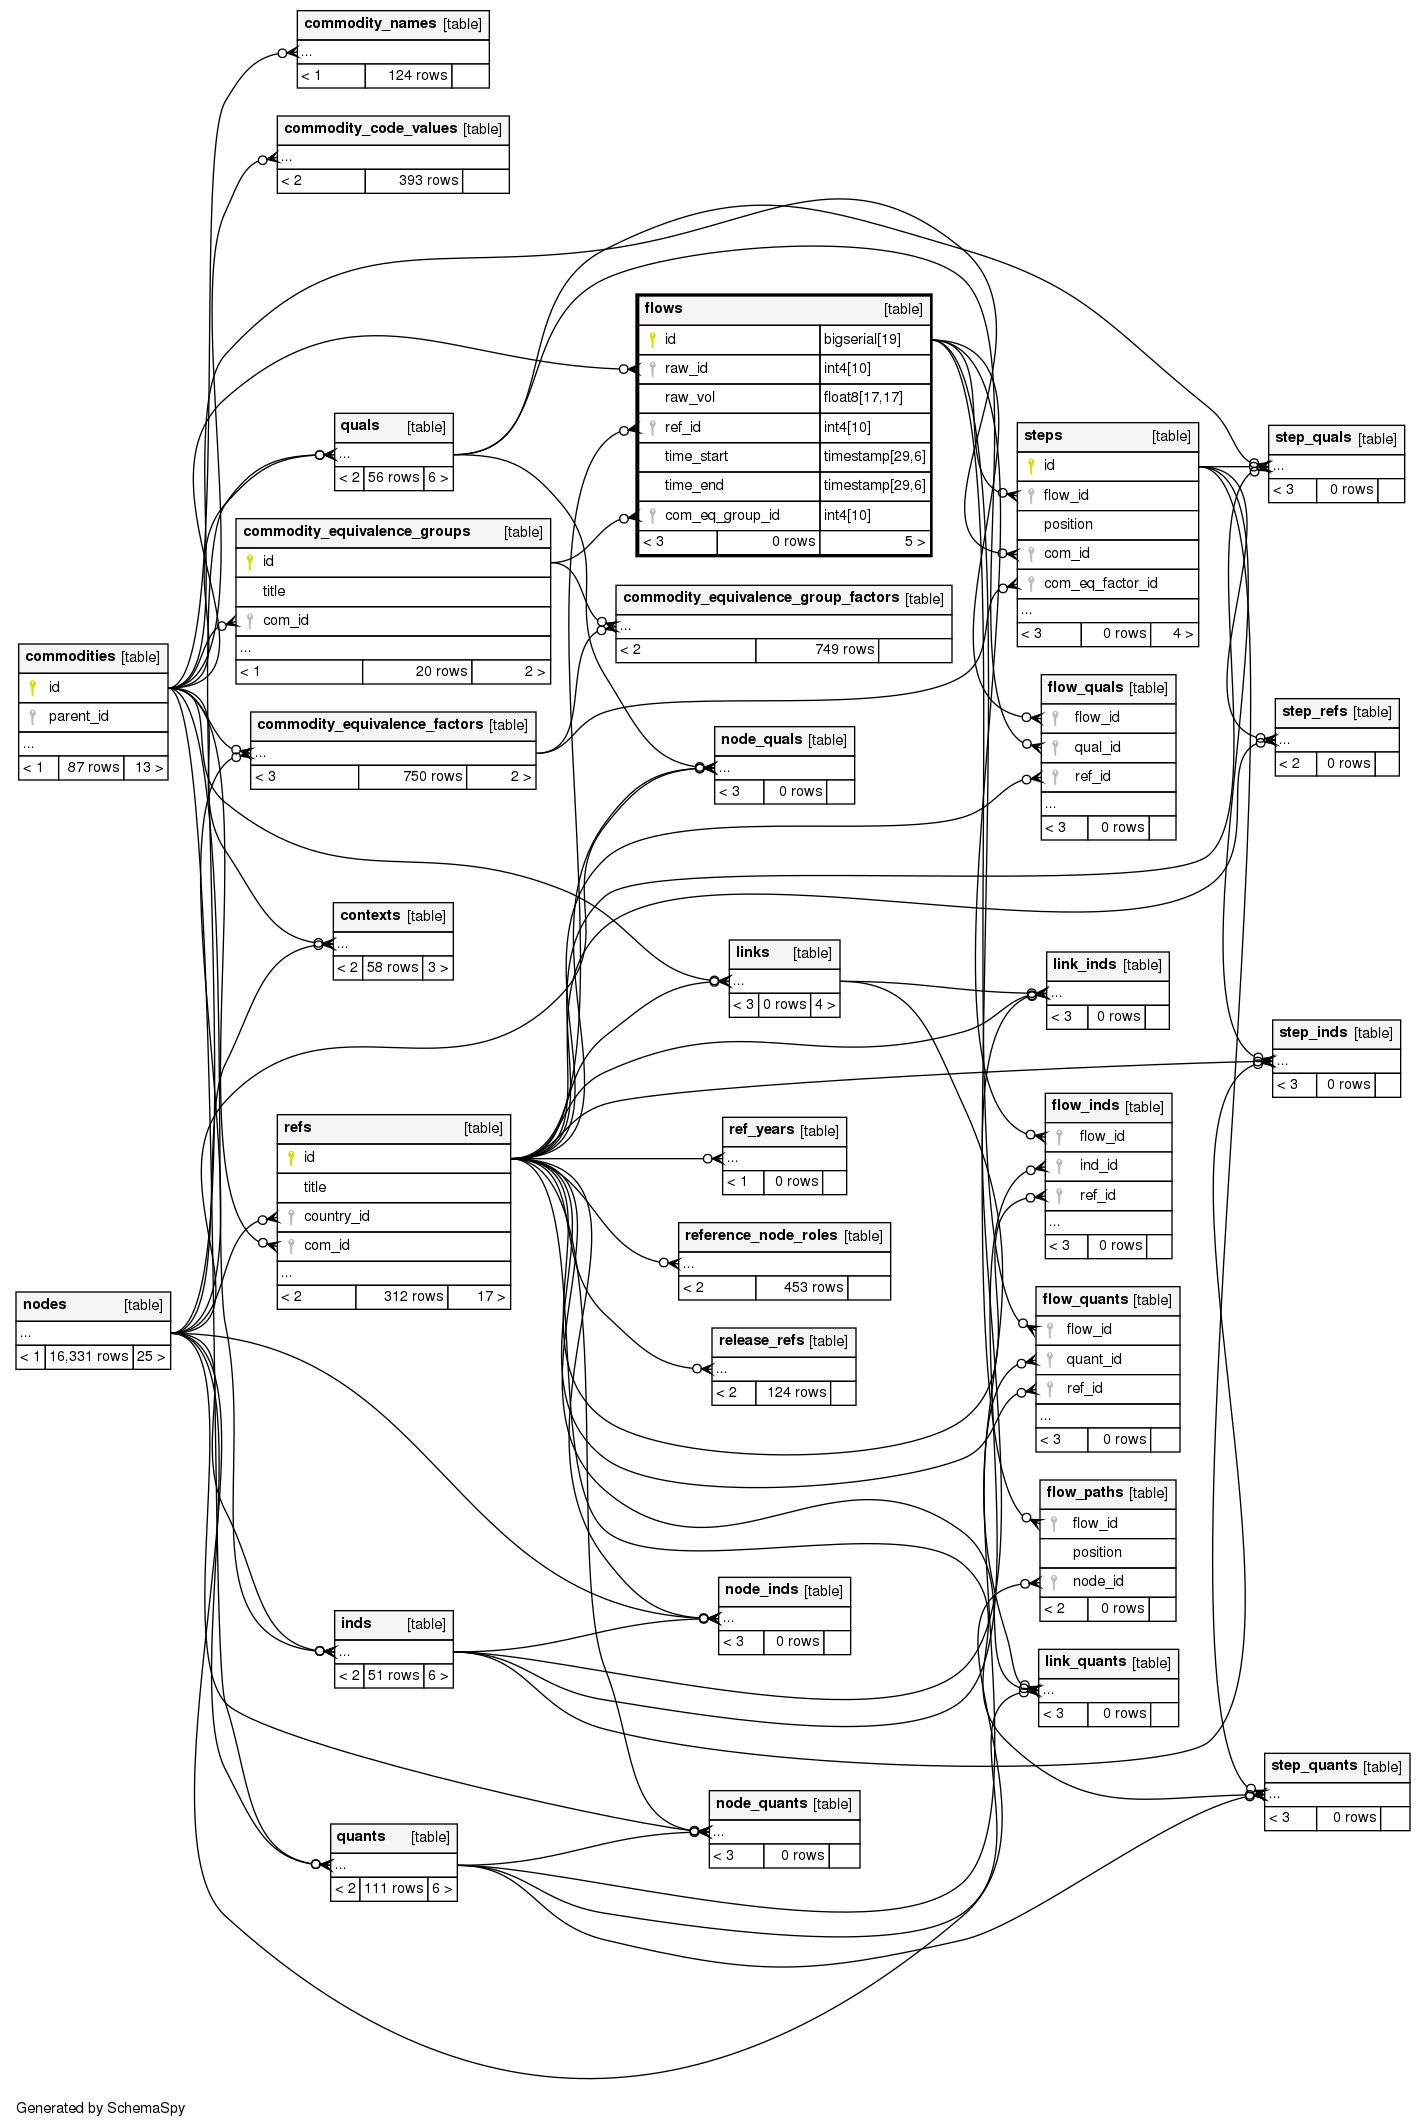 commodity_names [table]
...
< 1 124 rows
commodity_code_values [table]
...
< 2 393 rows
flows [table]
id bigserial[19]
raw_id int4[10]
raw_vol float8[17,17]
ref_id int4[10]
time_start timestamp[29,6]
time_end timestamp[29,6]
com_eq_group_id int4[10]
< 3 0 rows 5 >
quals [table]
...
< 2 56 rows 6 >
steps [table]
id
flow_id
position
com_id
com_eq_factor_id
...
< 3 0 rows 4 >
step_quals [table]
...
< 3 0 rows
commodity_equivalence_groups [table]
id
title
com_id
...
< 1 20 rows 2 >
commodity_equivalence_group_factors [table]
...
< 2 749 rows
commodities [table]
id
parent_id
...
< 1 87 rows 13 >
commodity_equivalence_factors [table]
...
< 3 750 rows 2 >
node_quals [table]
...
< 3 0 rows
flow_quals [table]
flow_id
qual_id
ref_id
...
< 3 0 rows
step_refs [table]
...
< 2 0 rows
contexts [table]
...
< 2 58 rows 3 >
links [table]
...
< 3 0 rows 4 >
link_inds [table]
...
< 3 0 rows
step_inds [table]
...
< 3 0 rows
refs [table]
id
title
country_id
com_id
...
< 2 312 rows 17 >
ref_years [table]
...
< 1 0 rows
flow_inds [table]
flow_id
ind_id
ref_id
...
< 3 0 rows
reference_node_roles [table]
...
< 2 453 rows
nodes [table]
...
< 1 16,331 rows 25 >
release_refs [table]
...
< 2 124 rows
flow_quants [table]
flow_id
quant_id
ref_id
...
< 3 0 rows
flow_paths [table]
flow_id
position
node_id
< 2 0 rows
node_inds [table]
...
< 3 0 rows
inds [table]
...
< 2 51 rows 6 >
link_quants [table]
...
< 3 0 rows
step_quants [table]
...
< 3 0 rows
node_quants [table]
...
< 3 0 rows
quants [table]
...
< 2 111 rows 6 >
Generated by SchemaSpy